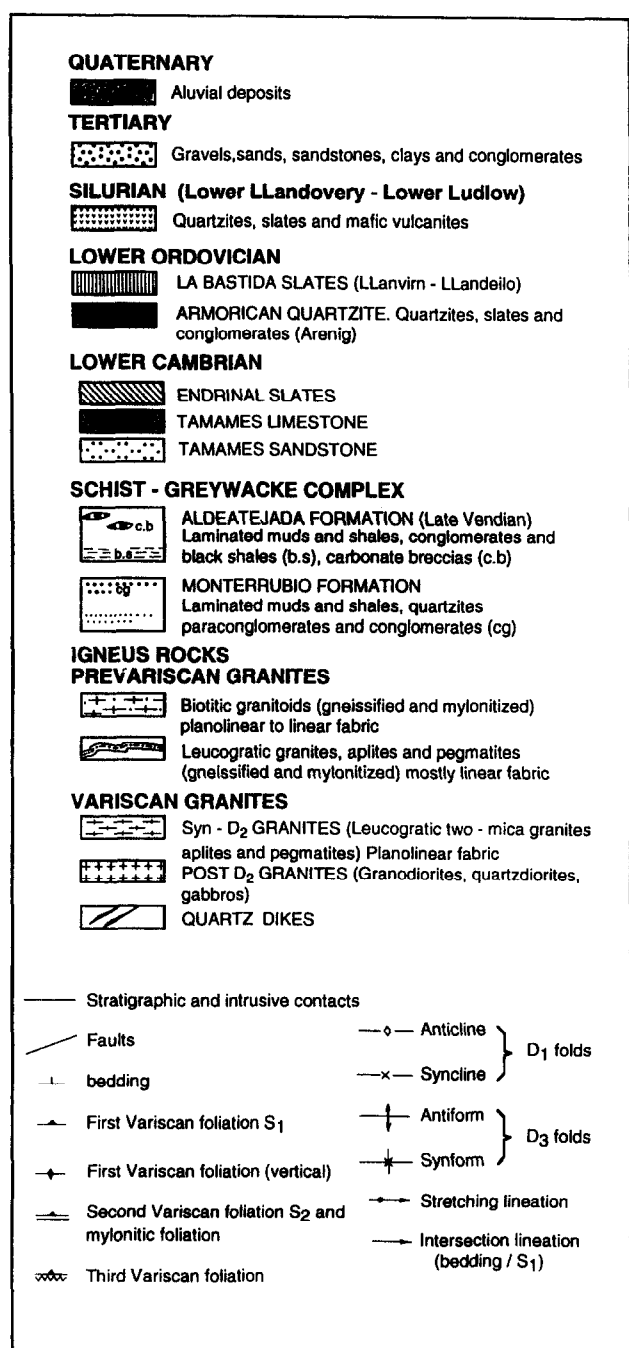 QUATERNARY
Aluvial deposits
TERTIARY
Gravels,sands, sandstones, clays and conglomerates
SILURIAN (Lower LLandovery - Lower Ludlow)
Quartzites, slates and mafic vulcanites
LOWER ORDOVICIAN
LA BASTIDA SLATES (LLanvirn - LLandeilo)
ARMORICAN QUARTZITE. Quartzites, slates and
conglomerates (Arenig)
LOWER CAMBRIAN
ENDRINAL SLATES
TAMAMES LIMESTONE
TAMAMES SANDSTONE
SCHIST - GREYWACKE COMPLEX
c.b
b.s
ALDEATEJADA FORMATION (Late Vendian)
Laminated muds and shales, conglomerates and
black shales (b.s), carbonate breccias (c.b)
cg
MONTERRUBIO FORMATION
Laminated muds and shales, quartzites
paraconglomerates and conglomerates (cg)
IGNEUS ROCKS
PREVARISCAN GRANITES
Biotitic granitoids (gneissified and mylonitized)
planolinear to linear fabric
Leucogratic granites, aplites and pegmatites
(gneissified and mylonitized) mostly linear fabric
VARISCAN GRANITES
Syn - D2 GRANITES (Leucogratic two - mica granites
aplites and pegmatites) Planolinear fabric
POST D2 GRANITES (Granodiorites, quartzdiorites,
gabbros)
QUARTZ DIKES
Stratigraphic and intrusive contacts
Faults
bedding
First Variscan foliation S1
First Variscan foliation (vertical)
Second Variscan foliation S2 and
mylonitic foliation
Third Variscan foliation
Anticline
Syncline
D1 folds
Antiform
Synform
D3 folds
Stretching lineation
Intersection lineation
(bedding / S1)